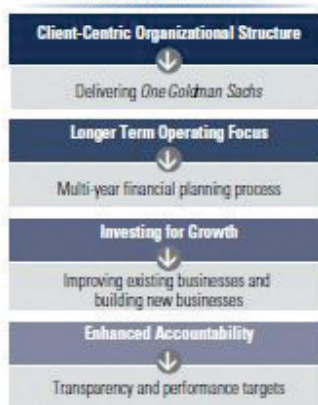 Client-Centric Organizational Structure
Delivering One Goldman Sachs
Longer Term Operating Focus
Multi-year financial planning process
Investing for Growth
Improving existing businesses and
building new businesses
Enhanced Accountability
Transparency and performance targets